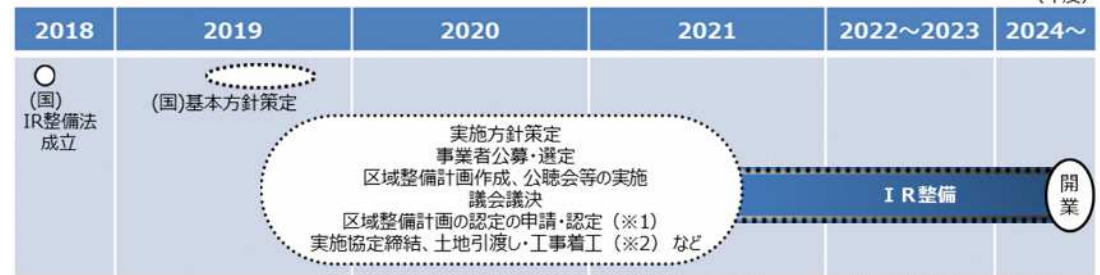 2018 2019 2020 2021 2022～2023 2024～
(国)
IR整備法
成立
(国)基本方針策定
実施方針策定
事業者公募・選定
区域整備計画作成、公聴会等の実施
議会議決
区域整備計画の認定の申請・認定（※1）
実施協定締結、土地引渡し・工事着工（※2）など
ＩＲ整備
開
業